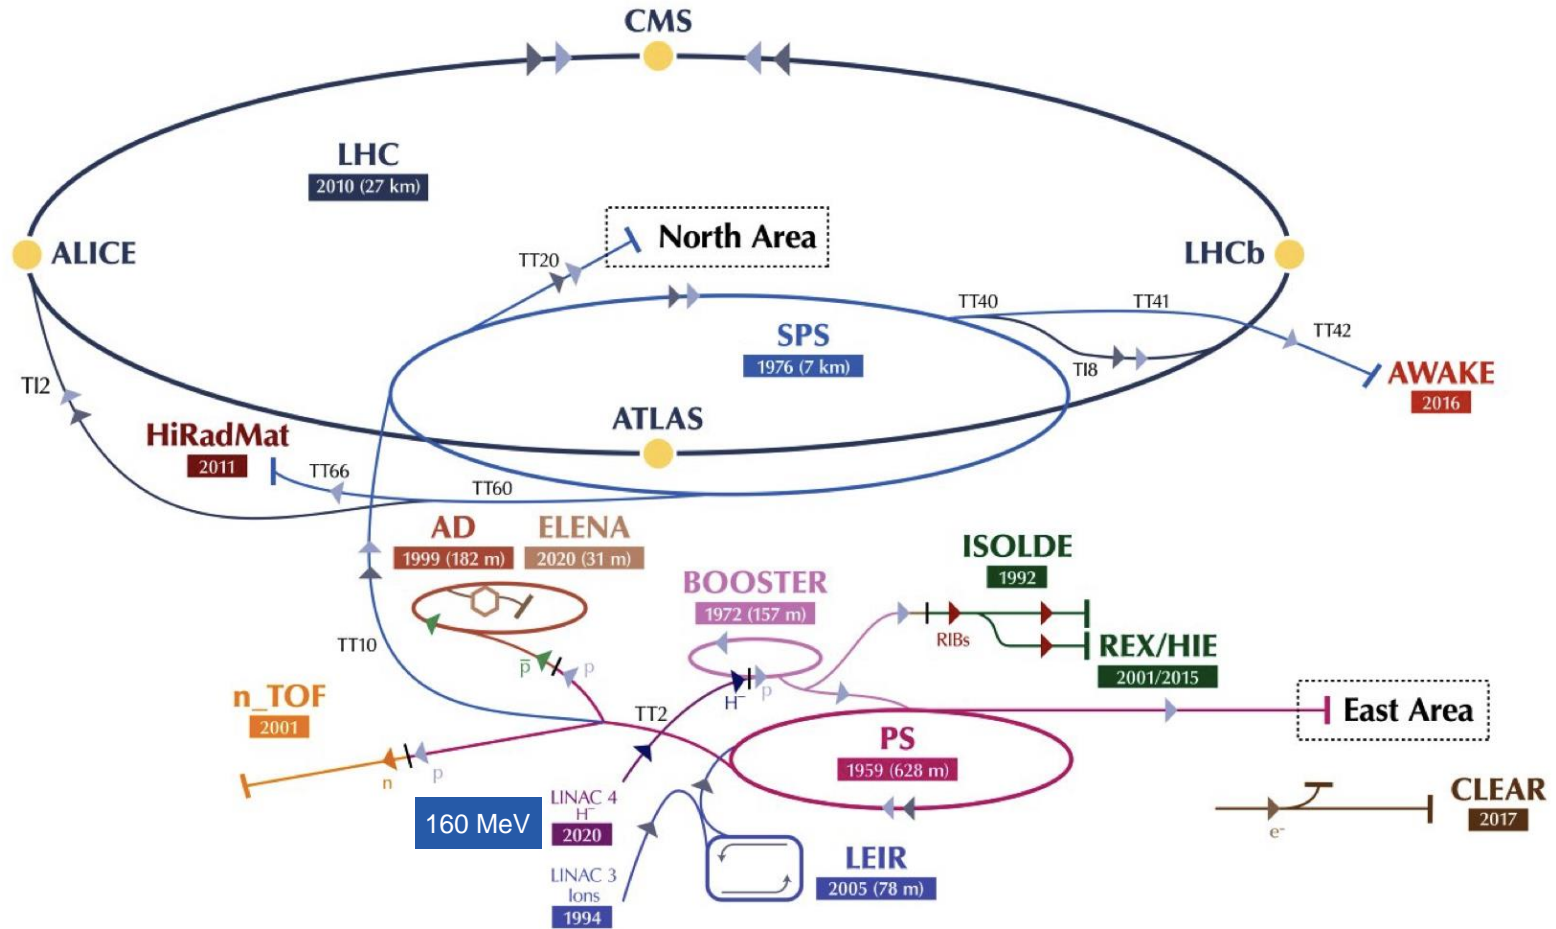 CMS
LHC
2010 (27 km)
North Area
ALICE
LHCb
TT20
TT40
TT41
SPS
1976 (7 km)
TT42
TI8
TI2
AWAKE
2016
ATLAS
HiRadMat
2011
TT66
TT60
AD
1999 (182 m)
ELENA
2020 (31 m)
ISOLDE
1992
BOOSTER
1972 (157 m)
RIBs
REX/HIE
2001/2015
TT10
p̅
p
H⁻
p
n_TOF
2001
TT2
East Area
PS
1959 (628 m)
n
p
160 MeV
LINAC 4
H⁻
2020
CLEAR
2017
e⁻
LEIR
2005 (78 m)
LINAC 3
Ions
1994